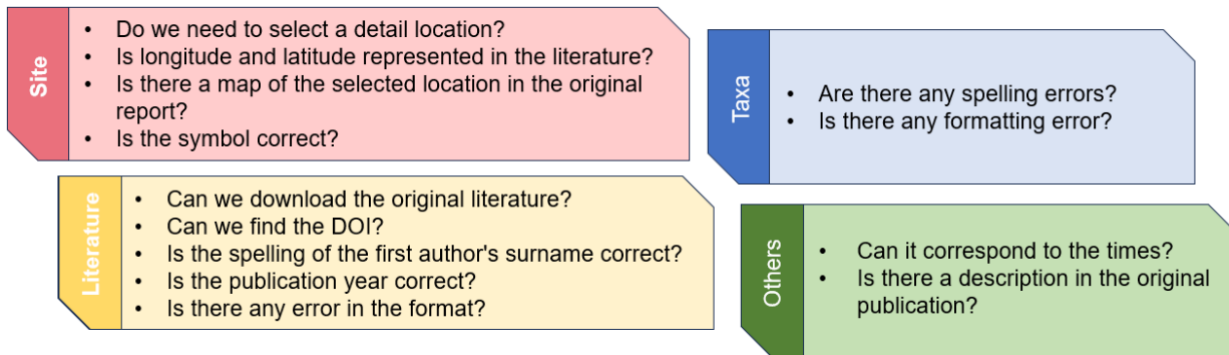 Site
• Do we need to select a detail location?
• Is longitude and latitude represented in the literature?
• Is there a map of the selected location in the original
report?
• Is the symbol correct?
Taxa
• Are there any spelling errors?
• Is there any formatting error?
Literature
• Can we download the original literature?
• Can we find the DOI?
• Is the spelling of the first author's surname correct?
• Is the publication year correct?
• Is there any error in the format?
Others
• Can it correspond to the times?
• Is there a description in the original
publication?